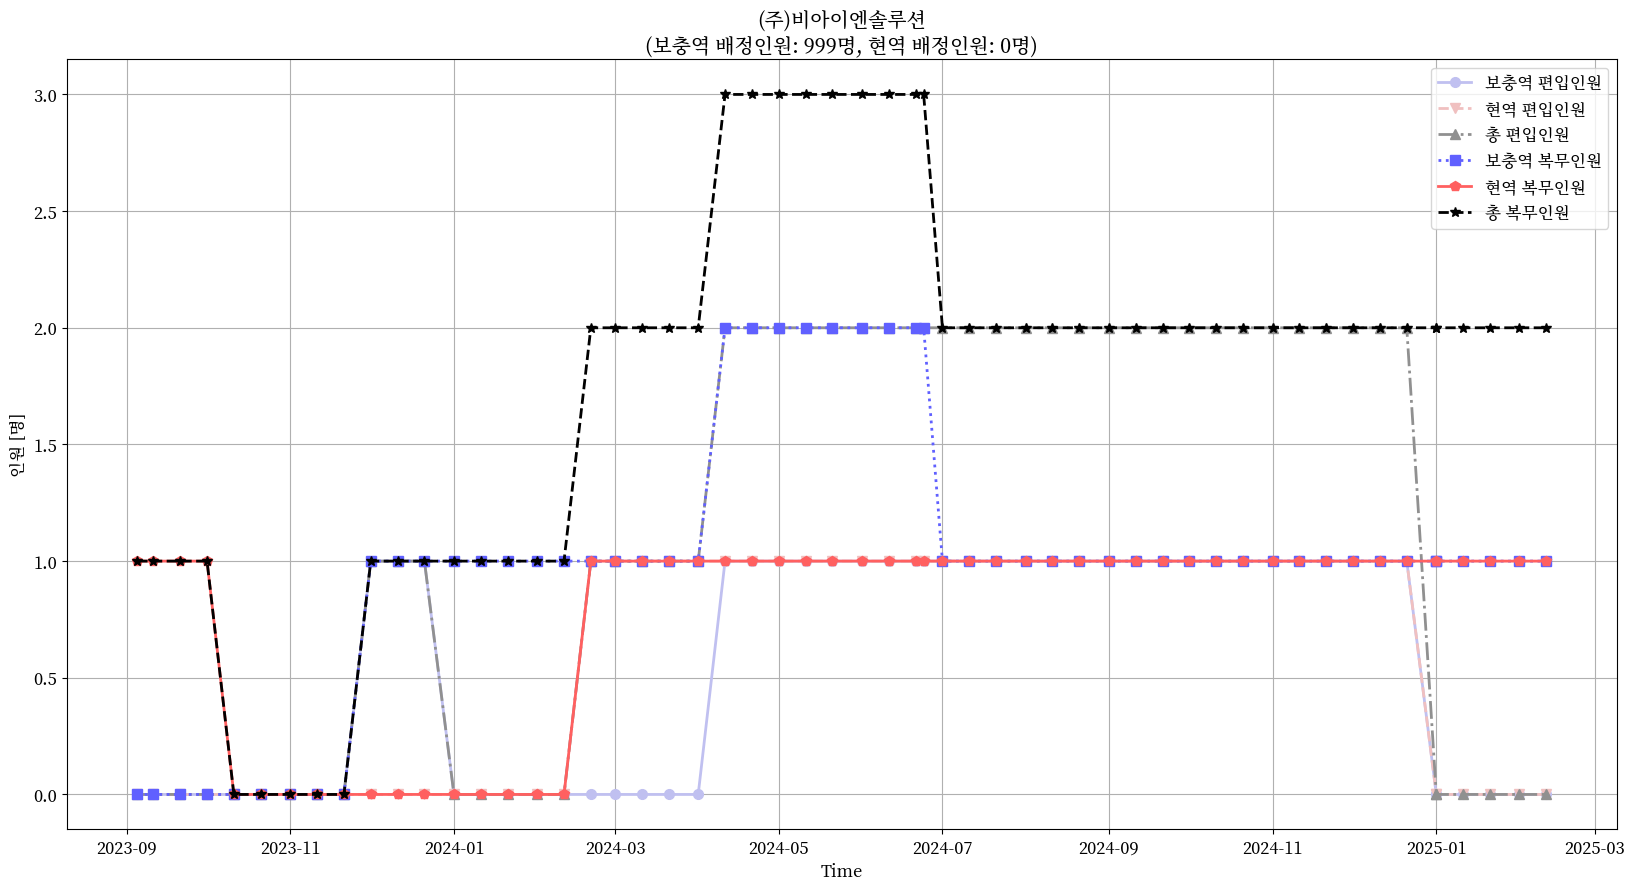 (주)비아이엔솔루션
(보충역 배정인원: 999명, 현역 배정인원: 0명)
인원 [명]
3.0
2.5
2.0
1.5
1.0
0.5
0.0
보충역 편입인원
현역 편입인원
총 편입인원
보충역 복무인원
현역 복무인원
총 복무인원
2023-09
2023-11
2024-01
2024-03
2024-05
2024-07
2024-09
2024-11
2025-01
2025-03
Time